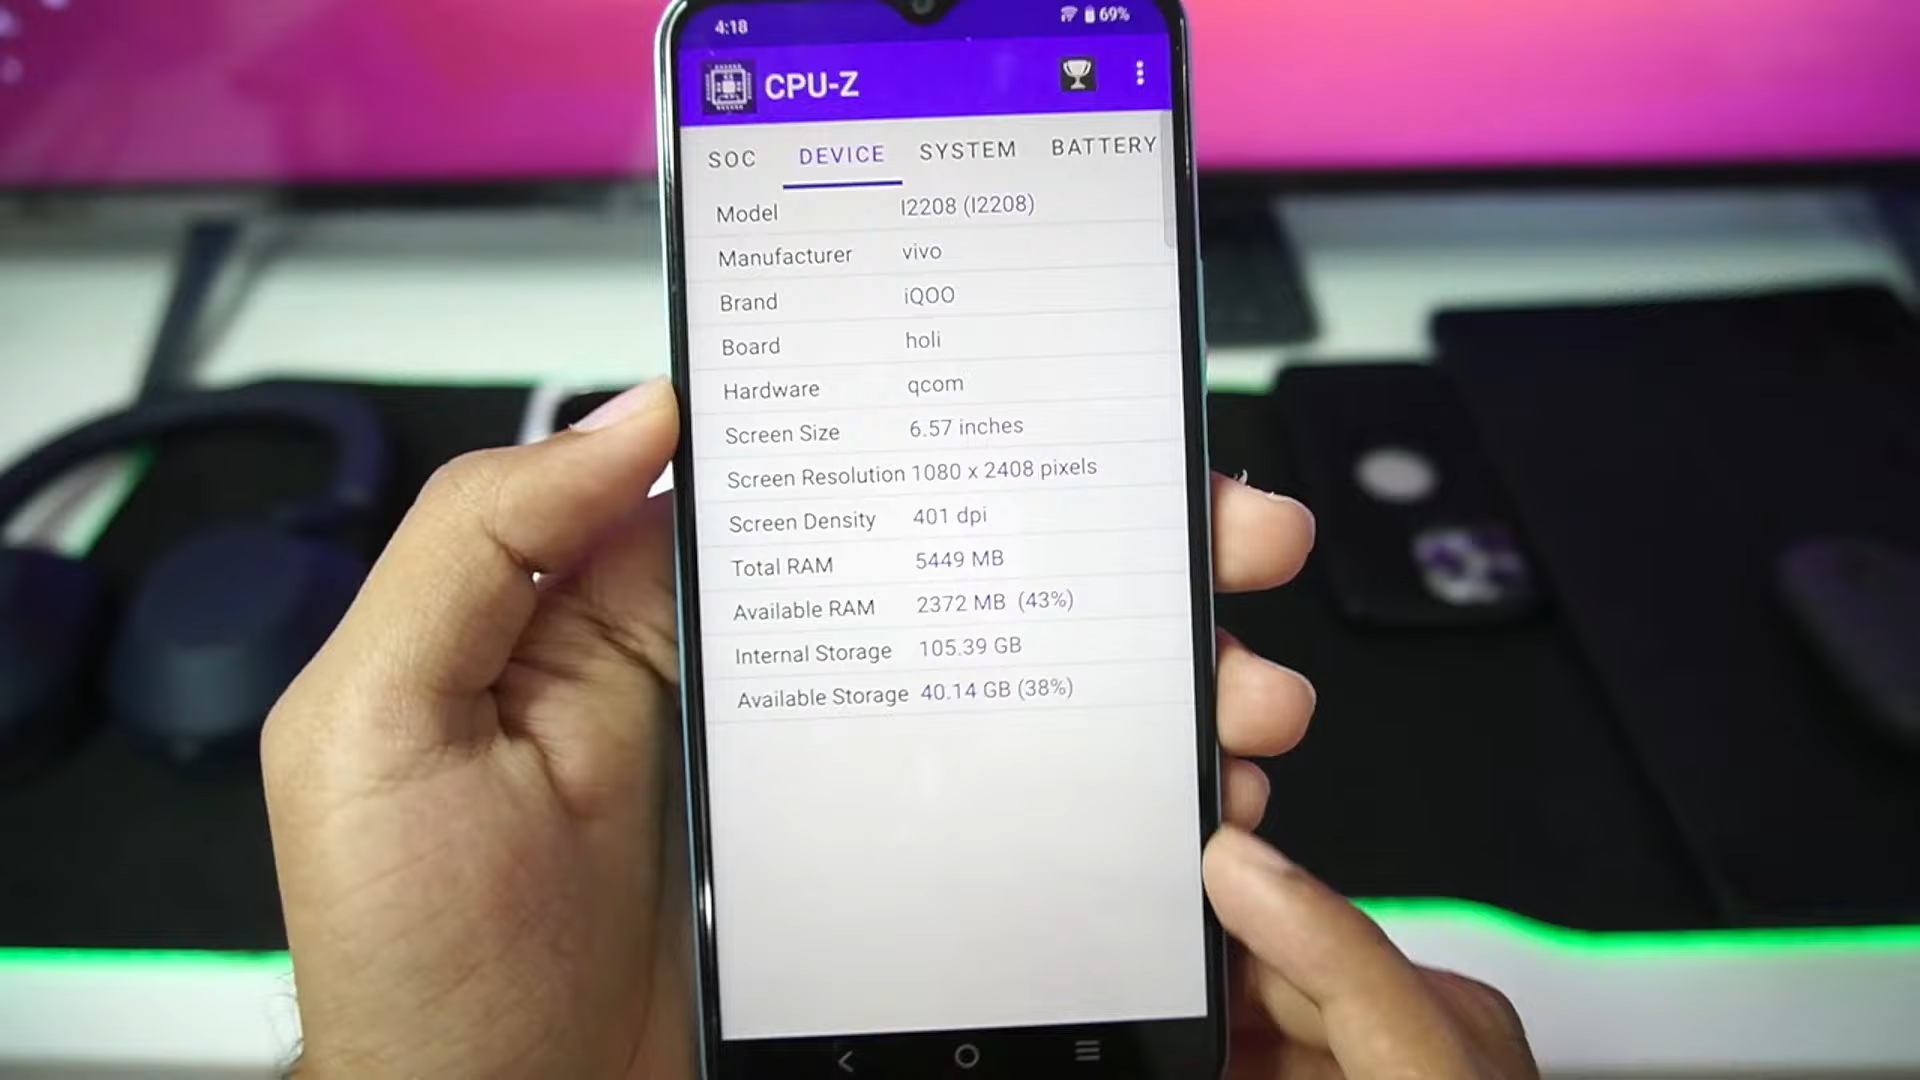 4:18 69%
CPU-Z
SOC DEVICE SYSTEM BATTERY
Model I2208 (I2208)
Manufacturer vivo
Brand iQOO
Board holi
Hardware qcom
Screen Size 6.57 inches
Screen Resolution 1080 x 2408 pixels
Screen Density 401 dpi
Total RAM 5449 MB
Available RAM 2372 MB (43%)
Internal Storage 105.39 GB
Available Storage 40.14 GB (38%)